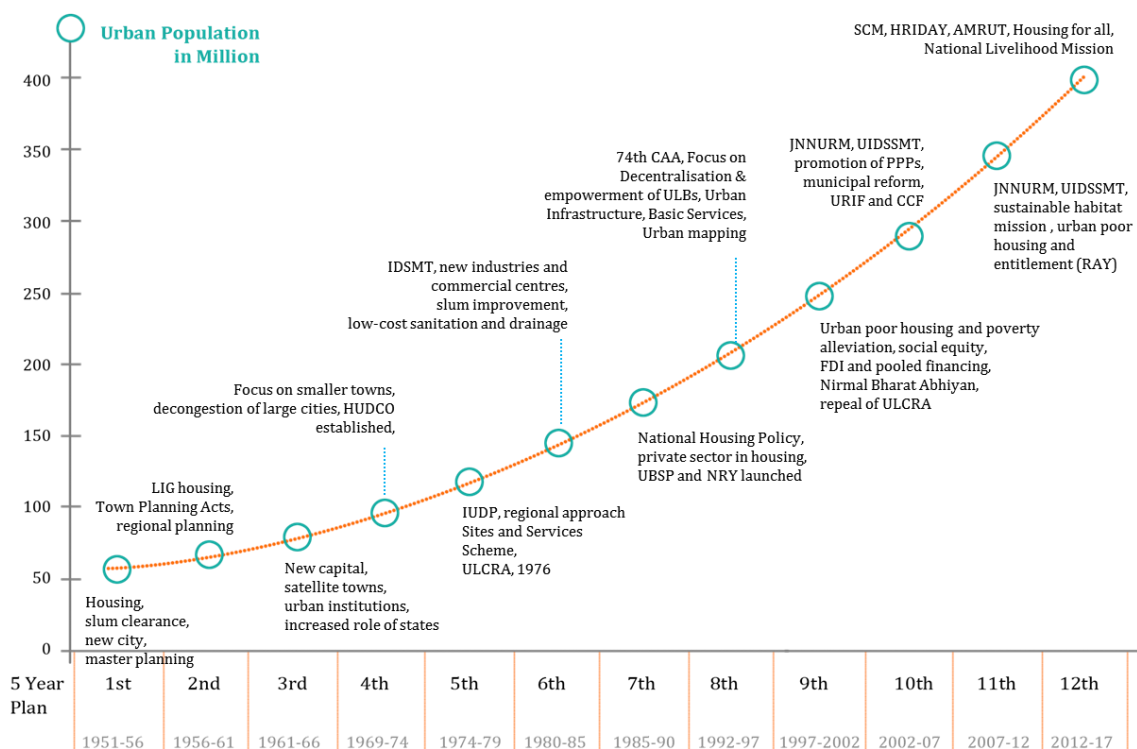 Urban Population
in Million
SCM, HRIDAY, AMRUT, Housing for all,
National Livelihood Mission
400
350
300
250
200
150
100
50
0
74th CAA, Focus on
Decentralisation &
empowerment of ULBs, Urban
Infrastructure, Basic Services,
Urban mapping
JNNURM, UIDSSMT,
promotion of PPPs,
municipal reform,
URIF and CCF
JNNURM, UIDSSMT,
sustainable habitat
mission , urban poor
housing and
entitlement (RAY)
IDSMT, new industries and
commercial centres,
slum improvement,
low-cost sanitation and drainage
Urban poor housing and poverty
alleviation, social equity,
FDI and pooled financing,
Nirmal Bharat Abhiyan,
repeal of ULCRA
Focus on smaller towns,
decongestion of large cities, HUDCO
established,
National Housing Policy,
private sector in housing,
UBSP and NRY launched
LIG housing,
Town Planning Acts,
regional planning
IUDP, regional approach
Sites and Services
Scheme,
ULCRA, 1976
New capital,
satellite towns,
urban institutions,
increased role of states
Housing,
slum clearance,
new city,
master planning
5 Year
Plan
1st 2nd 3rd 4th 5th 6th 7th 8th 9th 10th 11th 12th
1951-56 1956-61 1961-66 1969-74 1974-79 1980-85 1985-90 1992-97 1997-2002 2002-07 2007-12 2012-17